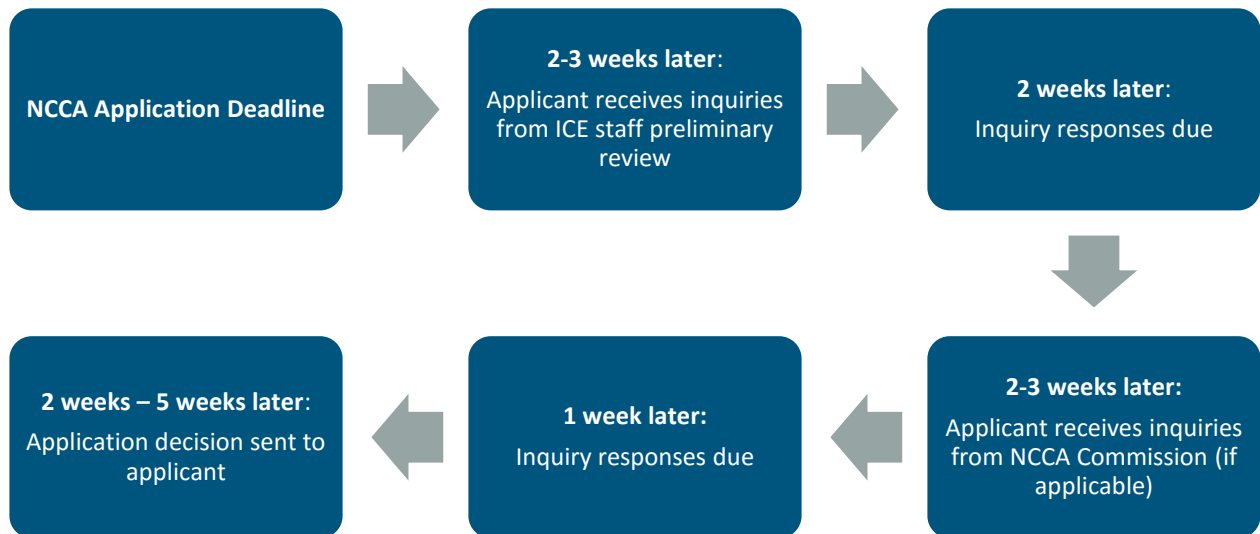 NCCA Application Deadline
2-3 weeks later:
Applicant receives inquiries
from ICE staff preliminary
review
2 weeks later:
Inquiry responses due
2-3 weeks later:
Applicant receives inquiries
from NCCA Commission (if
applicable)
1 week later:
Inquiry responses due
2 weeks – 5 weeks later:
Application decision sent to
applicant